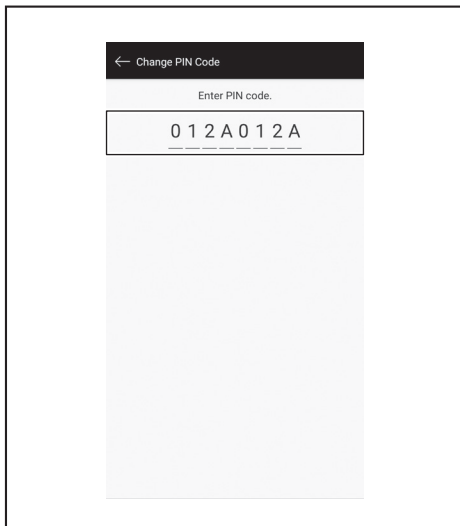 ← Change PIN Code
Enter PIN code.
012A012A